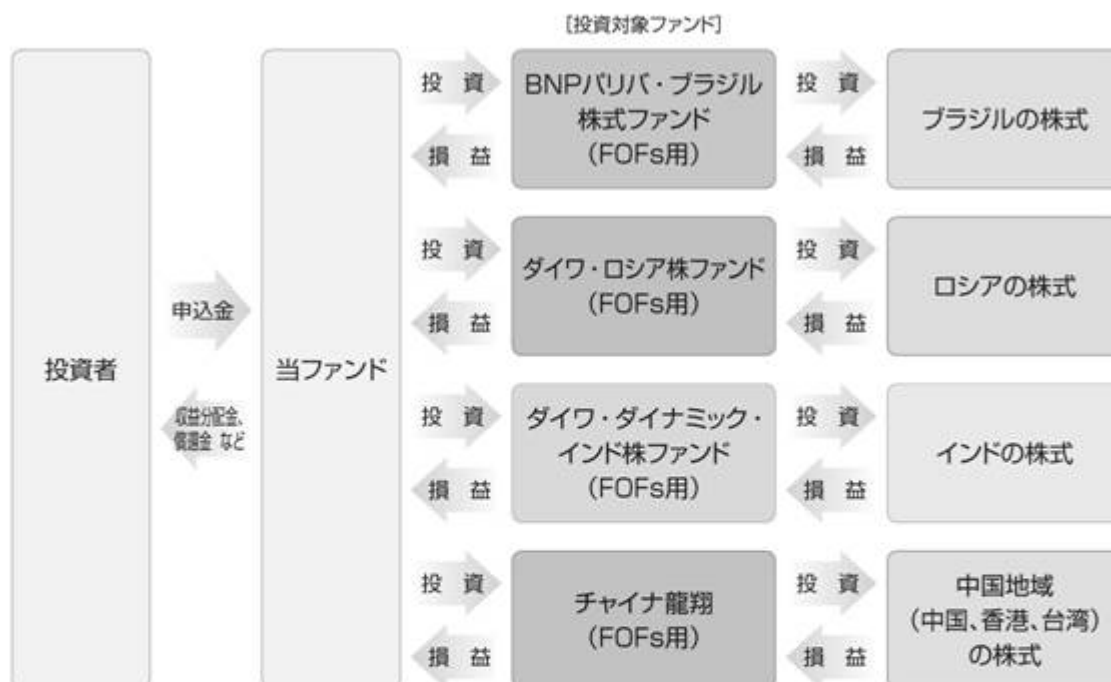 [投資対象ファンド]
投資者
申込金
収益分配金、
償還金 など
当ファンド
投 資
損 益
BNPパリバ・ブラジル
株式ファンド
(FOFs用)
投 資
損 益
ブラジルの株式
投 資
損 益
ダイワ・ロシア株ファンド
(FOFs用)
投 資
損 益
ロシアの株式
投 資
損 益
ダイワ・ダイナミック・
インド株ファンド
(FOFs用)
投 資
損 益
インドの株式
投 資
損 益
チャイナ龍翔
(FOFs用)
投 資
損 益
中国地域
(中国、香港、台湾)
の株式